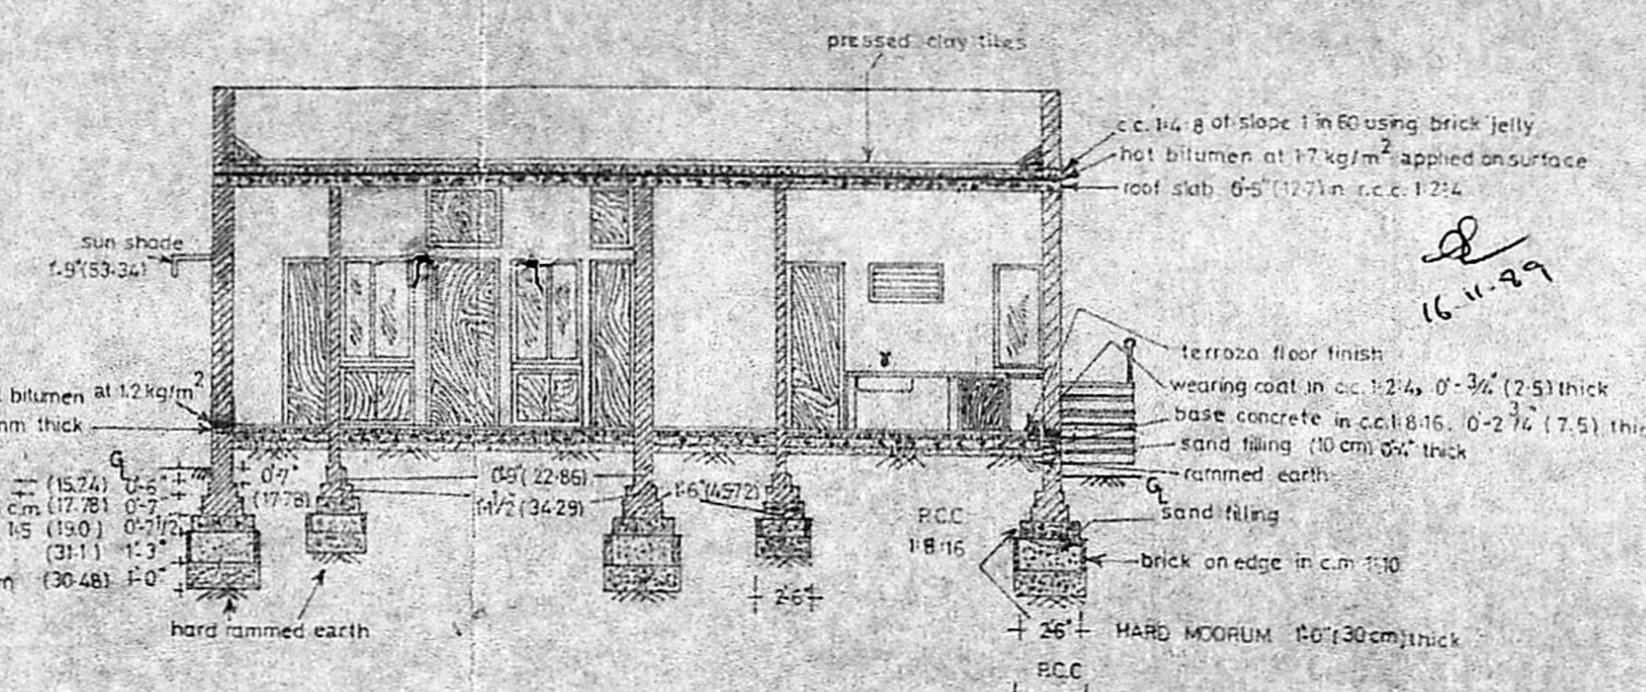 pressed clay tiles
c.c. 1:4:8 of slope 1 in 60 using brick jelly
hot bitumen at 1·7 kg/m² applied on surface
roof slab 0'-5" (12·7) in r.c.c. 1:2:4
sun shade
1'-9" (53·34)
16-11-89
terrozo floor finish
wearing coat in c.c. 1:2:4, 0'-3/4" (2·5) thick
bitumen at 1·2 kg/m²
base concrete in c.c. 1:8:16. 0'-2 3/4" (7.5)
thick
sand filling (10 cm) 0'4" thick
rammed earth
GL
GL
(15.24) 0'-6"
0'-7"
(17·78)
0'9" (22·86)
c.m (17.78) 0'-7"
1'-1 1/2 (34·29)
1'-6" (45·72)
1:5 (19.0) 0'-7 1/2
P.C.C
1:8:16
sand filling
(31·1) 1'-3"
(30·48) 1'-0"
brick on edge in c.m 1:10
2'6"
hard rammed earth
2'6"
HARD MOORUM 1'-0" (30cm) thick
P.C.C